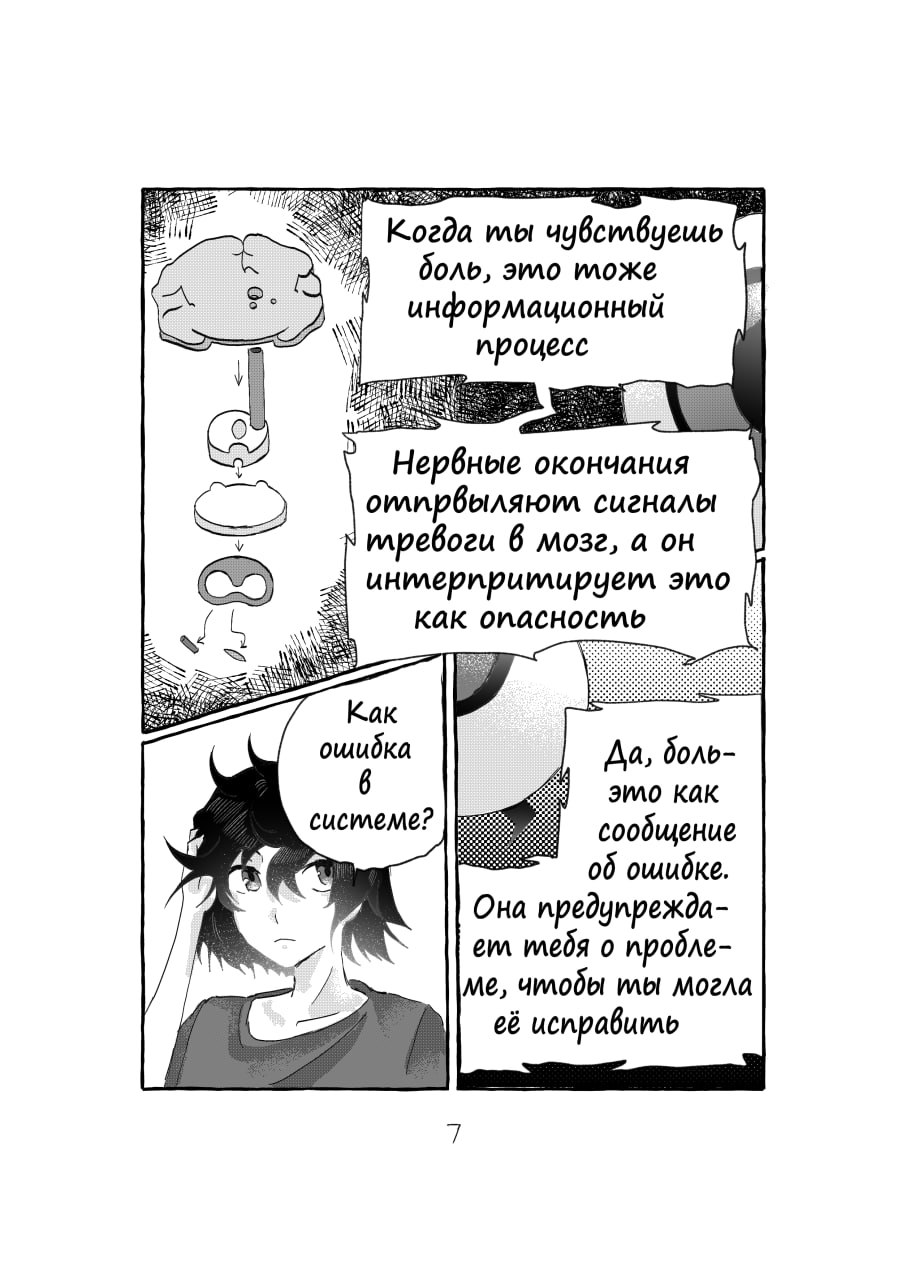 Когда ты чувствуешь
боль, это тоже
информационный
процесс
Нервные окончания
отпрвыляют сигналы
тревоги в мозг, а он
интерпритирует это
как опасность
Как
ошибка
в
системе?
Да, боль-
это как
сообщение
об ошибке.
Она предупрежда-
ет тебя о пробле-
ме, чтобы ты могла
её исправить
7